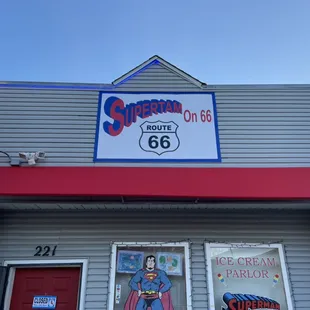 SUPERTAM On 66
ROUTE
66
221
ICE CREAM
PARLOR